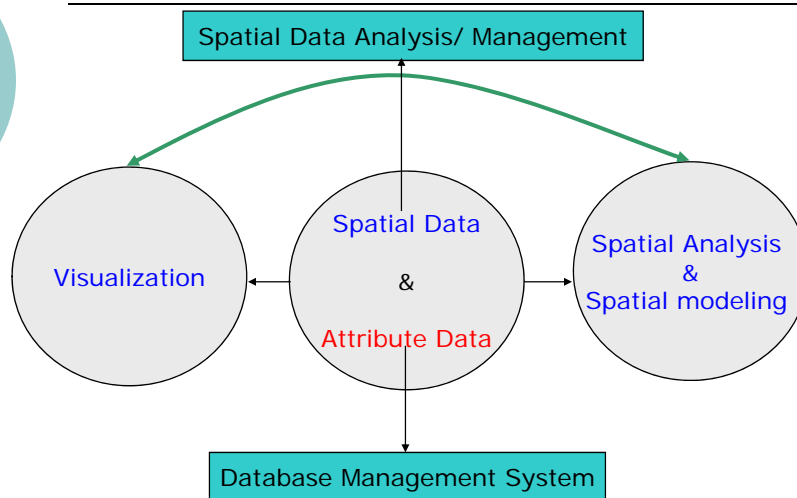 Spatial Data Analysis/ Management
Visualization
Spatial Data
&
Attribute Data
Spatial Analysis
&
Spatial modeling
Database Management System